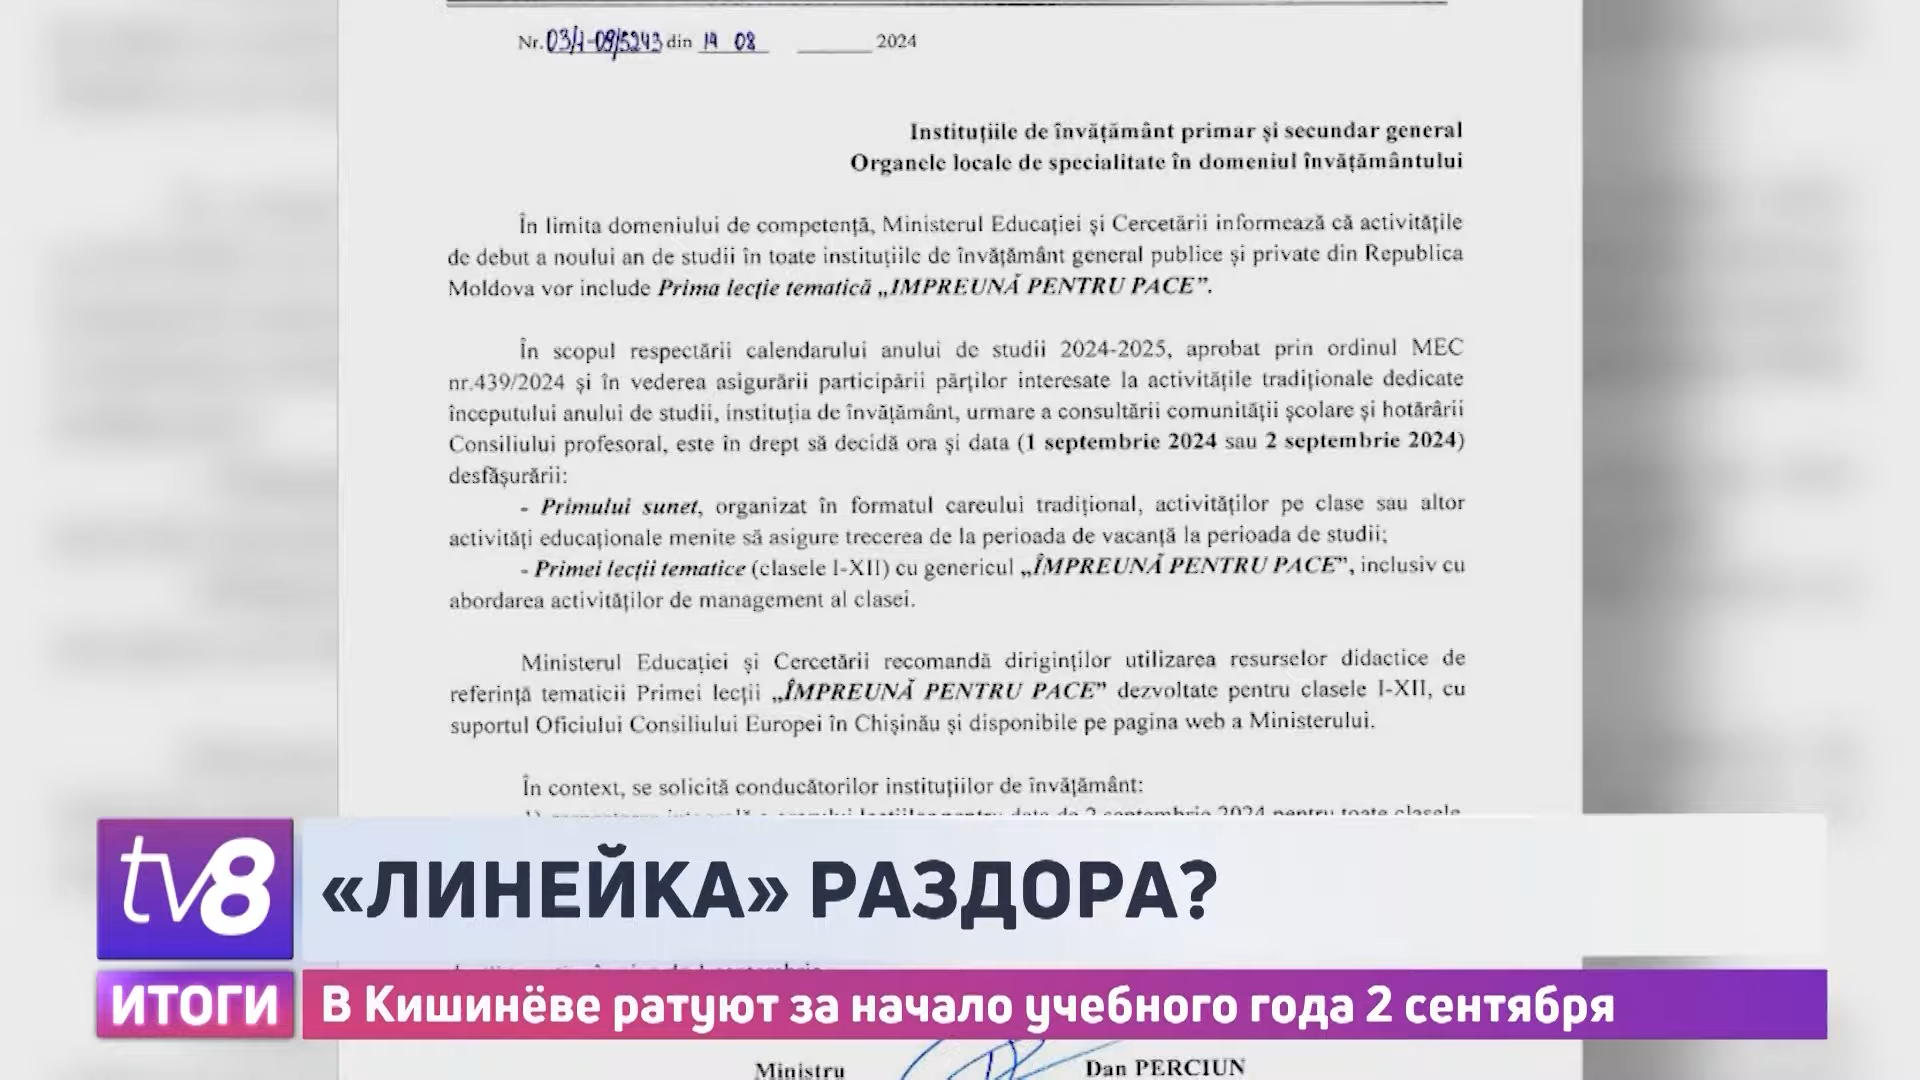 Nr. 03/1-09/5243 din 19 08 ______ 2024
Instituțiile de învățământ primar și secundar general
Organele locale de specialitate în domeniul învățământului
În limita domeniului de competență, Ministerul Educației și Cercetării informează că activitățile
de debut a noului an de studii în toate instituțiile de învățământ general publice și private din Republica
Moldova vor include Prima lecție tematică „IMPREUNĂ PENTRU PACE”.
În scopul respectării calendarului anului de studii 2024-2025, aprobat prin ordinul MEC
nr.439/2024 și în vederea asigurării participării părților interesate la activitățile tradiționale dedicate
începutului anului de studii, instituția de învățământ, urmare a consultării comunității școlare și hotărârii
Consiliului profesoral, este în drept să decidă ora și data (1 septembrie 2024 sau 2 septembrie 2024)
desfășurării:
- Primului sunet, organizat în formatul careului tradițional, activităților pe clase sau altor
activități educaționale menite să asigure trecerea de la perioada de vacanță la perioada de studii;
- Primei lecții tematice (clasele I-XII) cu genericul „ÎMPREUNĂ PENTRU PACE”, inclusiv cu
abordarea activităților de management al clasei.
Ministerul Educației și Cercetării recomandă diriginților utilizarea resurselor didactice de
referință tematicii Primei lecții „ÎMPREUNĂ PENTRU PACE” dezvoltate pentru clasele I-XII, cu
suportul Oficiului Consiliului Europei în Chișinău și disponibile pe pagina web a Ministerului.
În context, se solicită conducătorilor instituțiilor de învățământ:
2 septembrie 2024 pentru toate clasele
tv8
«ЛИНЕЙКА» РАЗДОРА?
ИТОГИ
В Кишинёве ратуют за начало учебного года 2 сентября
Ministru Dan PERCIUN